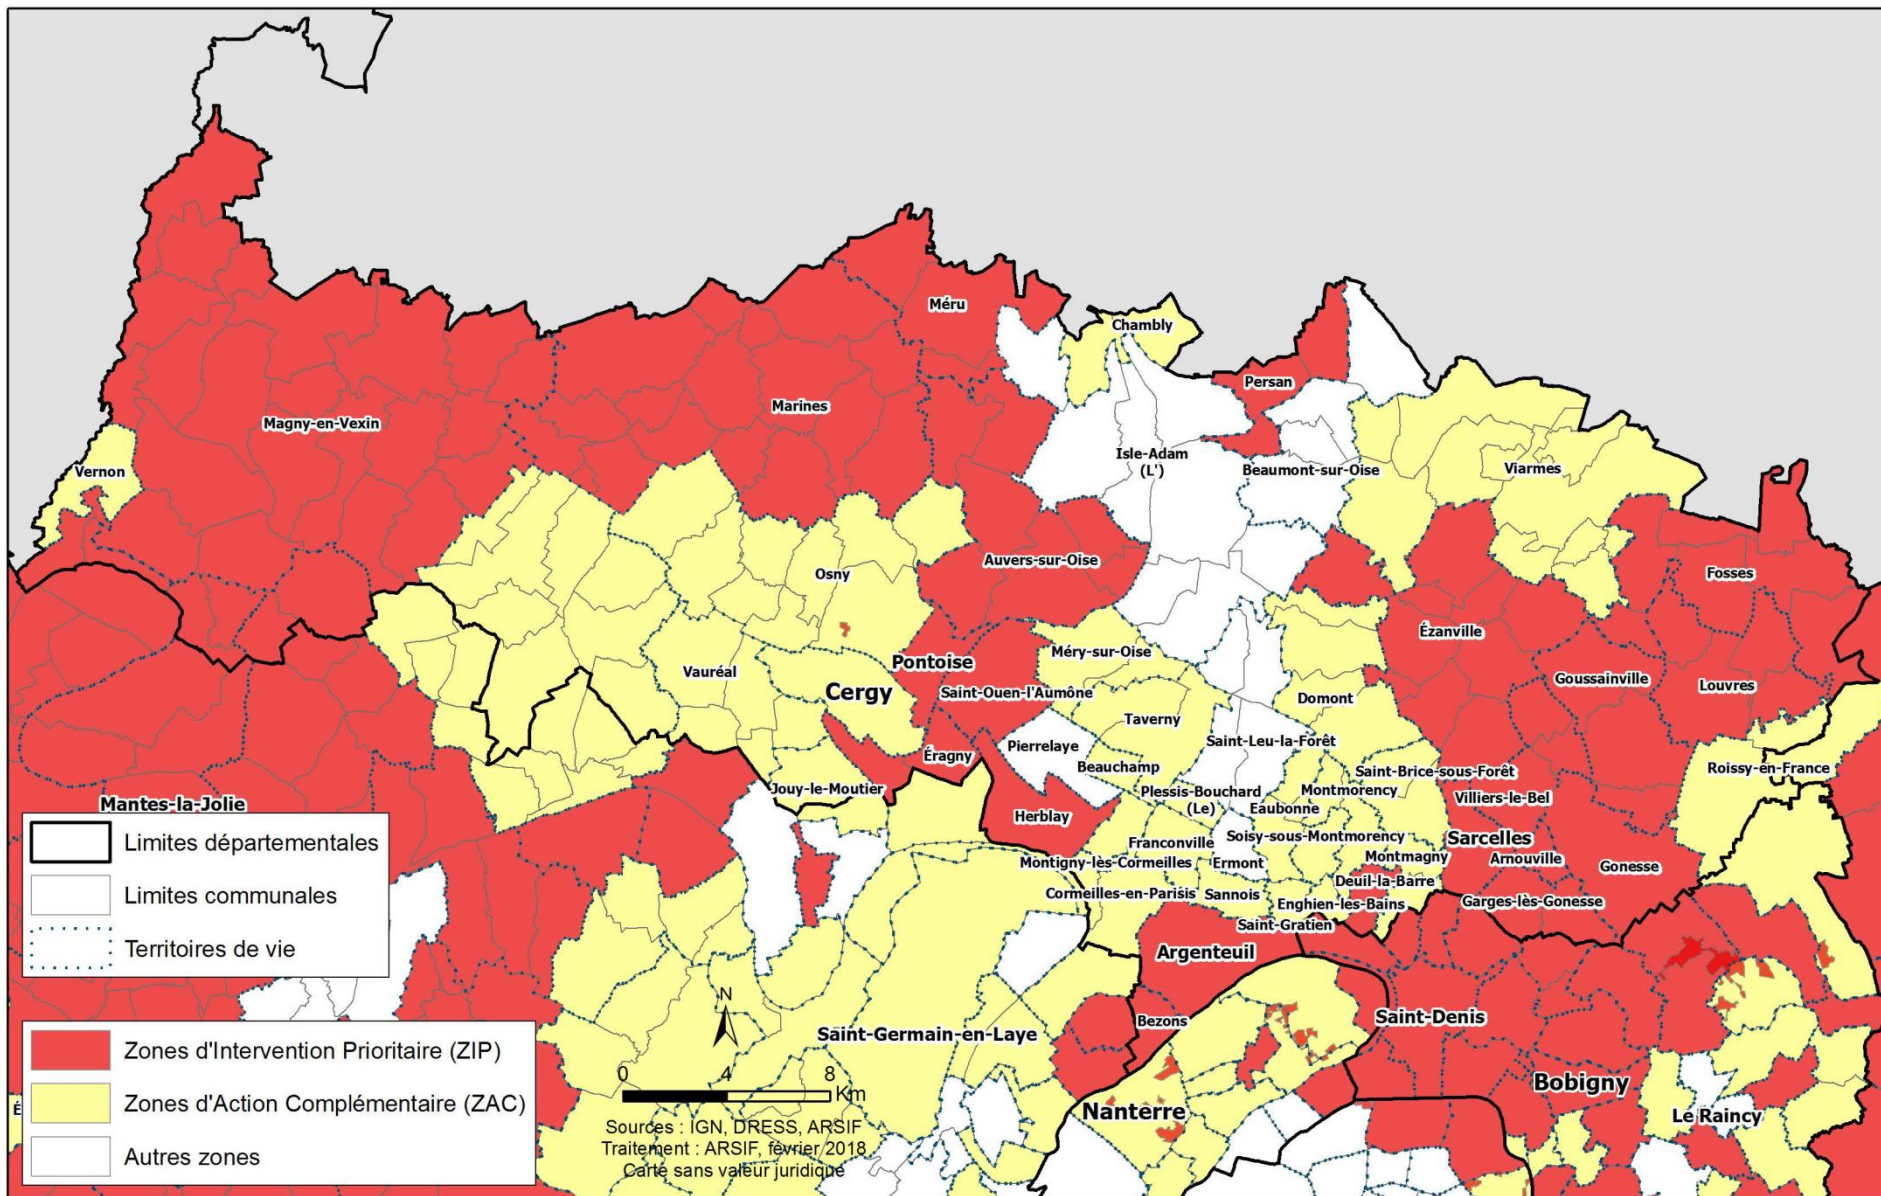 Méru
Chambly
Persan
Marines
Magny-en-Vexin
Isle-Adam
(L')
Beaumont-sur-Oise
Viarmes
Vernon
Auvers-sur-Oise
Osny
Fosses
Ézanville
Méry-sur-Oise
Pontoise
Vauréal
Cergy
Saint-Ouen-l'Aumône
Goussainville
Louvres
Domont
Taverny
Pierrelaye
Saint-Leu-la-Forêt
Éragny
Beauchamp
Saint-Brice-sous-Forêt
Roissy-en-France
Jouy-le-Moutier
Plessis-Bouchard
(Le)
Montmorency
Villiers-le-Bel
Mantes-la-Jolie
Herblay
Eaubonne
Franconville
Soisy-sous-Montmorency
Sarcelles
Montigny-lès-Cormeilles
Ermont
Montmagny
Arnouville
Gonesse
Cormeilles-en-Parisis
Sannois
Deuil-la-Barre
Enghien-les-Bains
Garges-lès-Gonesse
Saint-Gratien
Argenteuil
Saint-Denis
Bezons
Saint-Germain-en-Laye
Bobigny
Nanterre
Le Raincy
É
Limites départementales
Limites communales
Territoires de vie
Zones d'Intervention Prioritaire (ZIP)
Zones d'Action Complémentaire (ZAC)
Autres zones
N
0 4 8
Km
Sources : IGN, DRESS, ARSIF
Traitement : ARSIF, février 2018
Carte sans valeur juridique